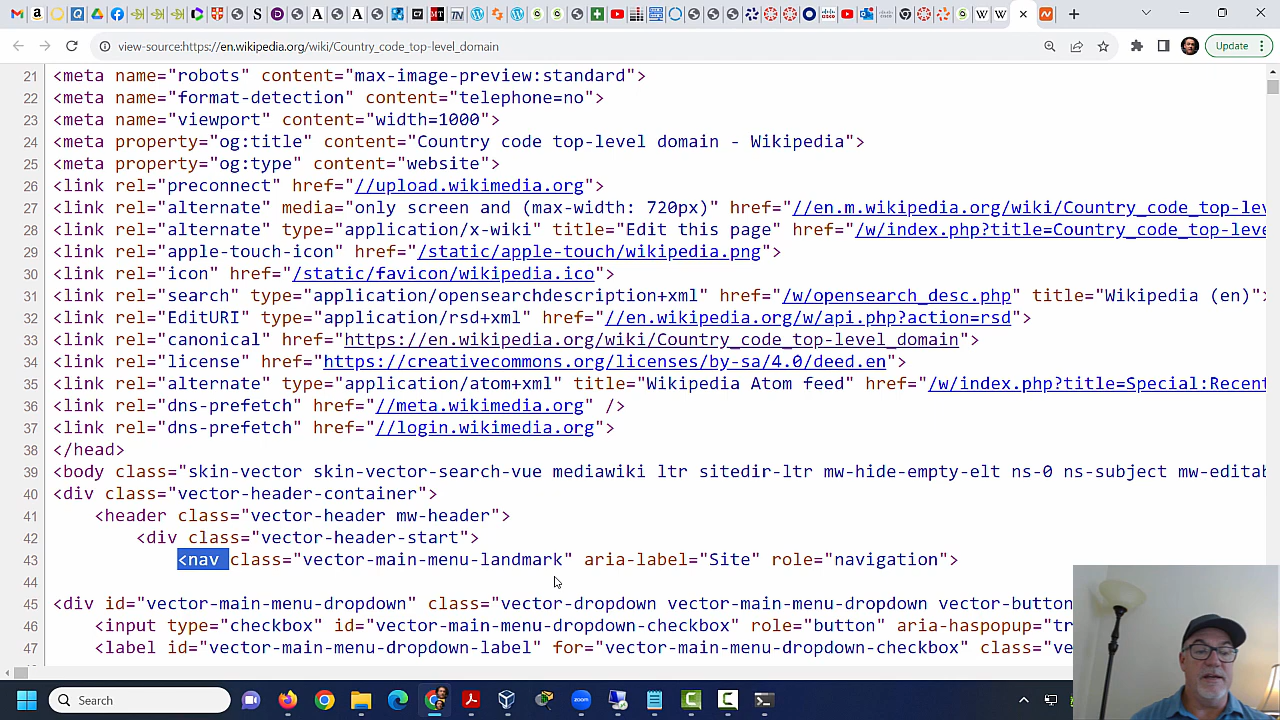 view-source:https://en.wikipedia.org/wiki/Country_code_top-level_domain
Update
21 <meta name="robots" content="max-image-preview:standard">
22 <meta name="format-detection" content="telephone=no">
23 <meta name="viewport" content="width=1000">
24 <meta property="og:title" content="Country code top-level domain - Wikipedia">
25 <meta property="og:type" content="website">
26 <link rel="preconnect" href="//upload.wikimedia.org">
27 <link rel="alternate" media="only screen and (max-width: 720px)" href="//en.m.wikipedia.org/wiki/Country_code_top-lev
28 <link rel="alternate" type="application/x-wiki" title="Edit this page" href="/w/index.php?title=Country_code_top-leve
29 <link rel="apple-touch-icon" href="/static/apple-touch/wikipedia.png">
30 <link rel="icon" href="/static/favicon/wikipedia.ico">
31 <link rel="search" type="application/opensearchdescription+xml" href="/w/opensearch_desc.php" title="Wikipedia (en)">
32 <link rel="EditURI" type="application/rsd+xml" href="//en.wikipedia.org/w/api.php?action=rsd">
33 <link rel="canonical" href="https://en.wikipedia.org/wiki/Country_code_top-level_domain">
34 <link rel="license" href="https://creativecommons.org/licenses/by-sa/4.0/deed.en">
35 <link rel="alternate" type="application/atom+xml" title="Wikipedia Atom feed" href="/w/index.php?title=Special:Recent
36 <link rel="dns-prefetch" href="//meta.wikimedia.org" />
37 <link rel="dns-prefetch" href="//login.wikimedia.org">
38 </head>
39 <body class="skin-vector skin-vector-search-vue mediawiki ltr sitedir-ltr mw-hide-empty-elt ns-0 ns-subject mw-editab
40 <div class="vector-header-container">
41 <header class="vector-header mw-header">
42 <div class="vector-header-start">
43 <nav class="vector-main-menu-landmark" aria-label="Site" role="navigation">
44
45 <div id="vector-main-menu-dropdown" class="vector-dropdown vector-main-menu-dropdown vector-button
46 <input type="checkbox" id="vector-main-menu-dropdown-checkbox" role="button" aria-haspopup="tr
47 <label id="vector-main-menu-dropdown-label" for="vector-main-menu-dropdown-checkbox" class="ve
Search